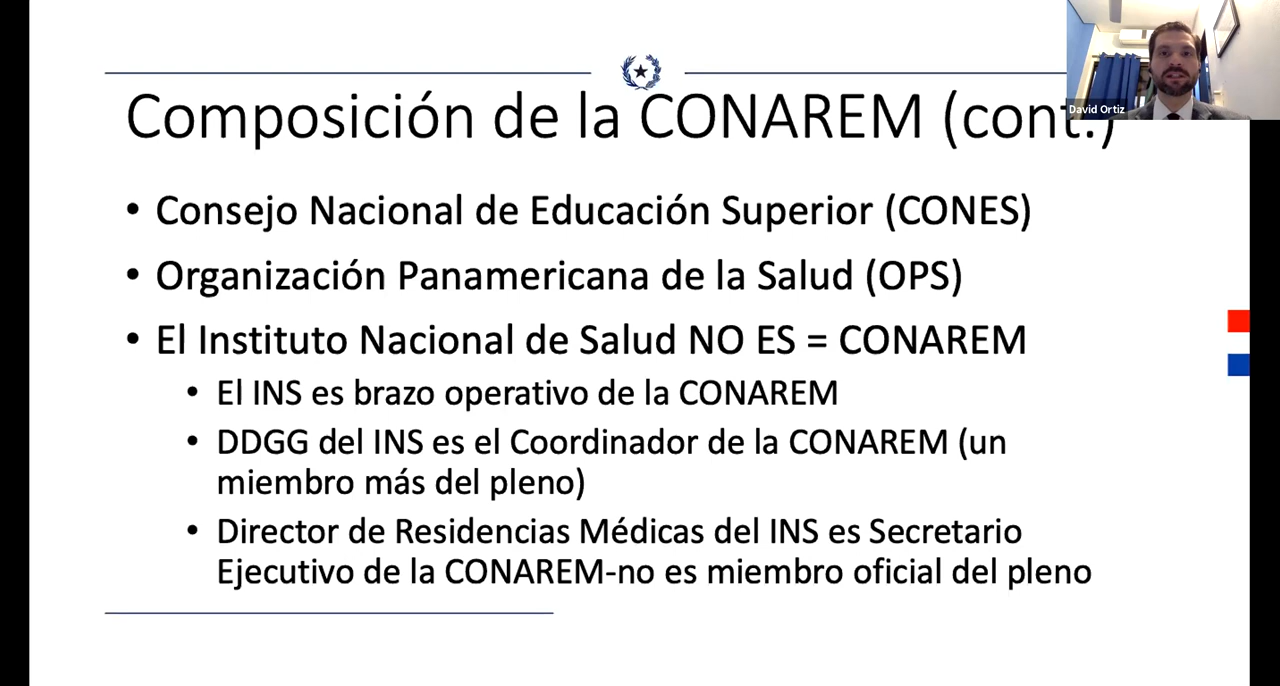 Composición de la CONAREM (cont.)
David Ortiz
• Consejo Nacional de Educación Superior (CONES)
• Organización Panamericana de la Salud (OPS)
• El Instituto Nacional de Salud NO ES = CONAREM
• El INS es brazo operativo de la CONAREM
• DDGG del INS es el Coordinador de la CONAREM (un
miembro más del pleno)
• Director de Residencias Médicas del INS es Secretario
Ejecutivo de la CONAREM-no es miembro oficial del pleno